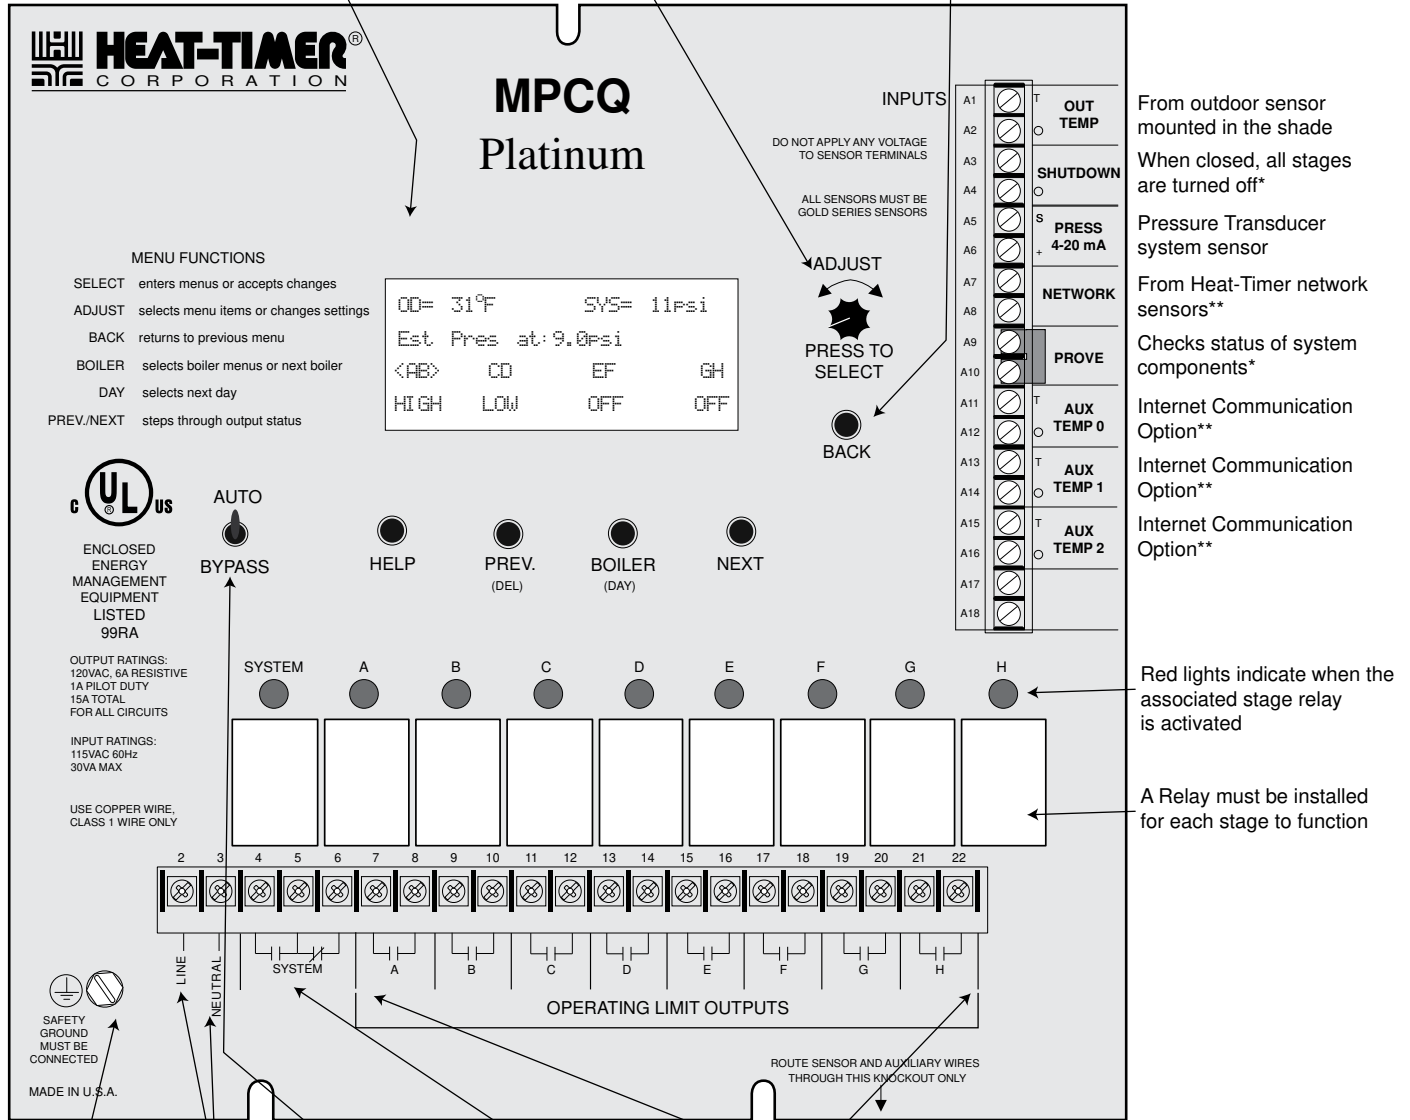 HEAT-TIMER®
CORPORATION
MPCQ
Platinum
INPUTS
DO NOT APPLY ANY VOLTAGE
TO SENSOR TERMINALS
ALL SENSORS MUST BE
GOLD SERIES SENSORS
MENU FUNCTIONS
SELECT enters menus or accepts changes
ADJUST selects menu items or changes settings
BACK returns to previous menu
BOILER selects boiler menus or next boiler
DAY selects next day
PREV./NEXT steps through output status
OD= 31°F SYS= 11psi
Est Pres at:9.0psi
<AB> CD EF GH
HIGH LOW OFF OFF
ADJUST
PRESS TO
SELECT
BACK
A1 T OUT
A2 O TEMP
A3 SHUTDOWN
A4 O
A5 S PRESS
A6 + 4-20 mA
A7 NETWORK
A8
A9 PROVE
A10
A11 T AUX
A12 O TEMP 0
A13 T AUX
A14 O TEMP 1
A15 T AUX
A16 O TEMP 2
A17
A18
From outdoor sensor
mounted in the shade
When closed, all stages
are turned off*
Pressure Transducer
system sensor
From Heat-Timer network
sensors**
Checks status of system
components*
Internet Communication
Option**
Internet Communication
Option**
Internet Communication
Option**
C UL® US
ENCLOSED
ENERGY
MANAGEMENT
EQUIPMENT
LISTED
99RA
AUTO
BYPASS
HELP
PREV.
(DEL)
BOILER
(DAY)
NEXT
OUTPUT RATINGS:
120VAC, 6A RESISTIVE
1A PILOT DUTY
15A TOTAL
FOR ALL CIRCUITS
INPUT RATINGS:
115VAC 60Hz
30VA MAX
USE COPPER WIRE,
CLASS 1 WIRE ONLY
SYSTEM A B C D E F G H
Red lights indicate when the
associated stage relay
is activated
A Relay must be installed
for each stage to function
2 3 4 5 6 7 8 9 10 11 12 13 14 15 16 17 18 19 20 21 22
LINE
NEUTRAL
SYSTEM A B C D E F G H
OPERATING LIMIT OUTPUTS
SAFETY
GROUND
MUST BE
CONNECTED
MADE IN U.S.A.
ROUTE SENSOR AND AUXILIARY WIRES
THROUGH THIS KNOCKOUT ONLY